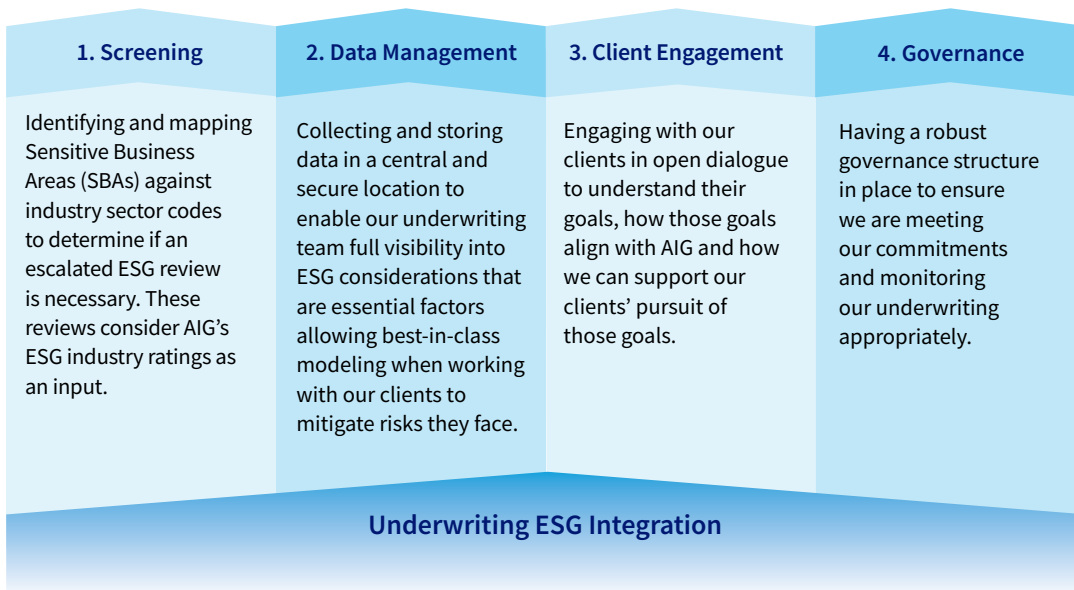 1. Screening
Identifying and mapping
Sensitive Business
Areas (SBAs) against
industry sector codes
to determine if an
escalated ESG review
is necessary. These
reviews consider AIG’s
ESG industry ratings as
an input.
2. Data Management
Collecting and storing
data in a central and
secure location to
enable our underwriting
team full visibility into
ESG considerations that
are essential factors
allowing best-in-class
modeling when working
with our clients to
mitigate risks they face.
3. Client Engagement
Engaging with our
clients in open dialogue
to understand their
goals, how those goals
align with AIG and how
we can support our
clients’ pursuit of
those goals.
4. Governance
Having a robust
governance structure
in place to ensure
we are meeting
our commitments
and monitoring
our underwriting
appropriately.
Underwriting ESG Integration